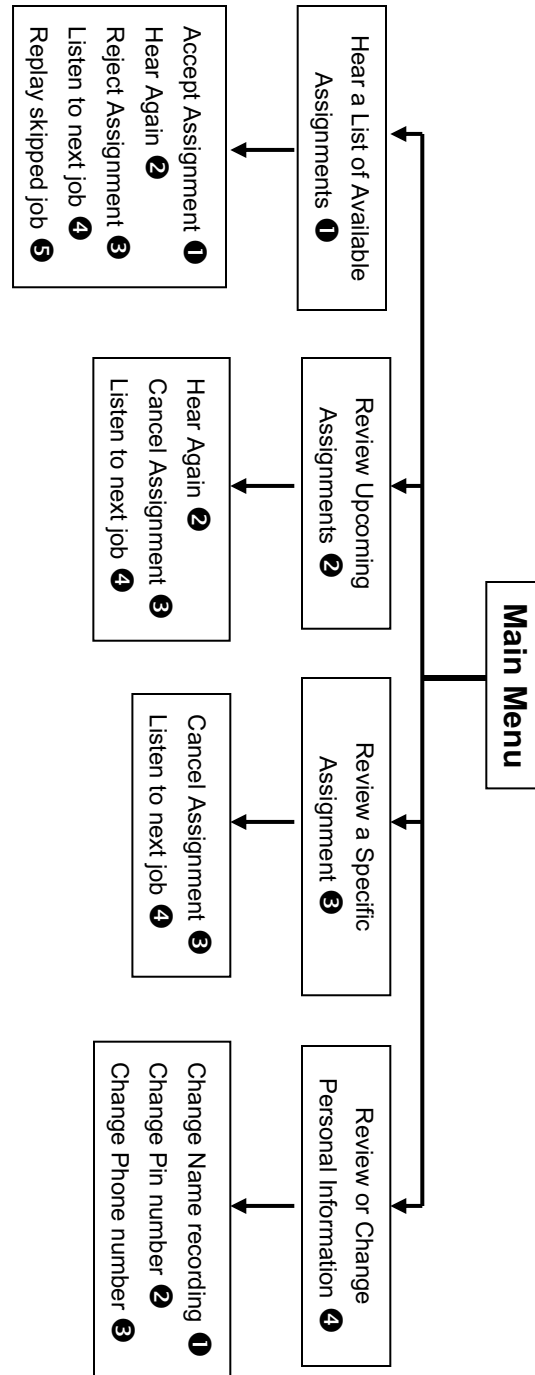 Main Menu
Hear a List of Available
Assignments ❶
Accept Assignment ❶
Hear Again ❷
Reject Assignment ❸
Listen to next job ❹
Replay skipped job ❺
Review Upcoming
Assignments ❷
Hear Again ❷
Cancel Assignment ❸
Listen to next job ❹
Review a Specific
Assignment ❸
Cancel Assignment ❸
Listen to next job ❹
Review or Change
Personal Information ❹
Change Name recording ❶
Change Pin number ❷
Change Phone number ❸